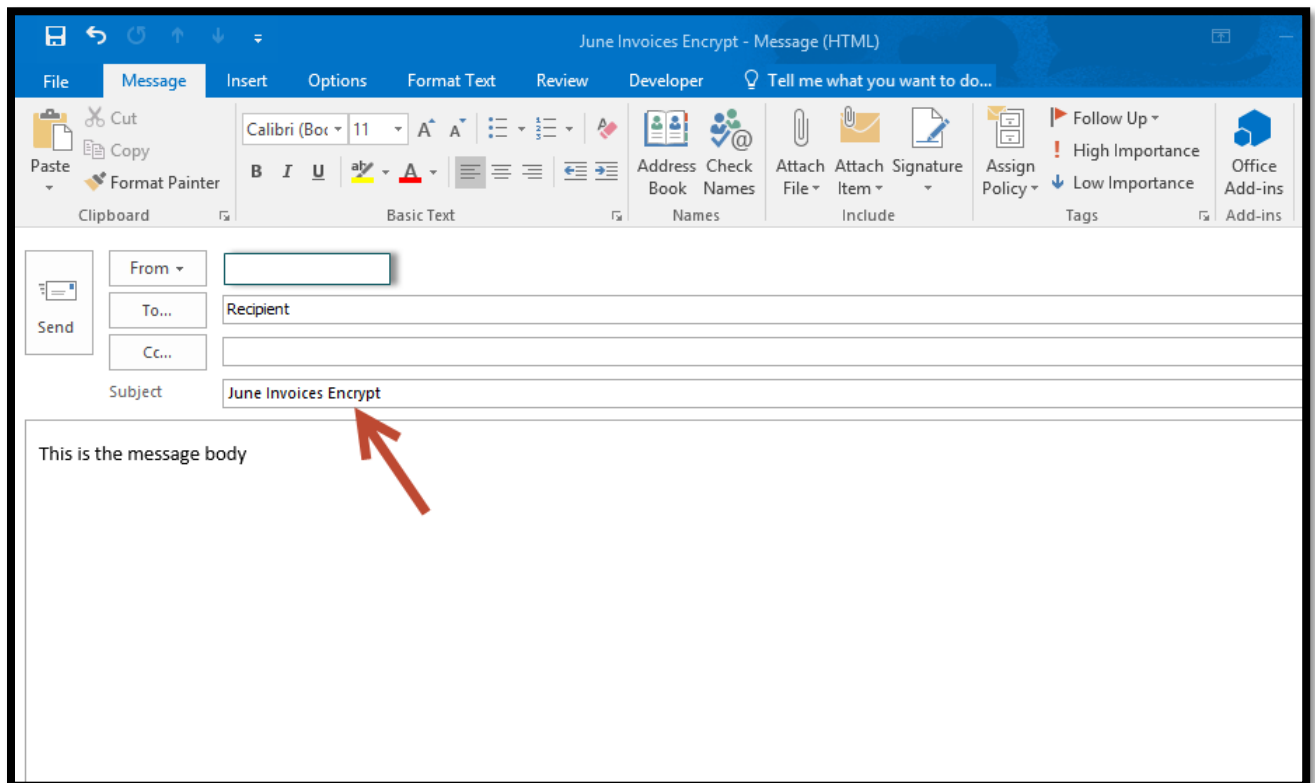 June Invoices Encrypt - Message (HTML)
File Message Insert Options Format Text Review Developer Tell me what you want to do...
Paste
Cut
Copy
Format Painter
Clipboard
Calibri (Boc 11
B I U
Basic Text
Address Book
Check Names
Names
Attach File
Attach Item
Signature
Include
Assign Policy
Follow Up
High Importance
Low Importance
Tags
Office Add-ins
Add-ins
Send
From
To... Recipient
Cc...
Subject June Invoices Encrypt
This is the message body